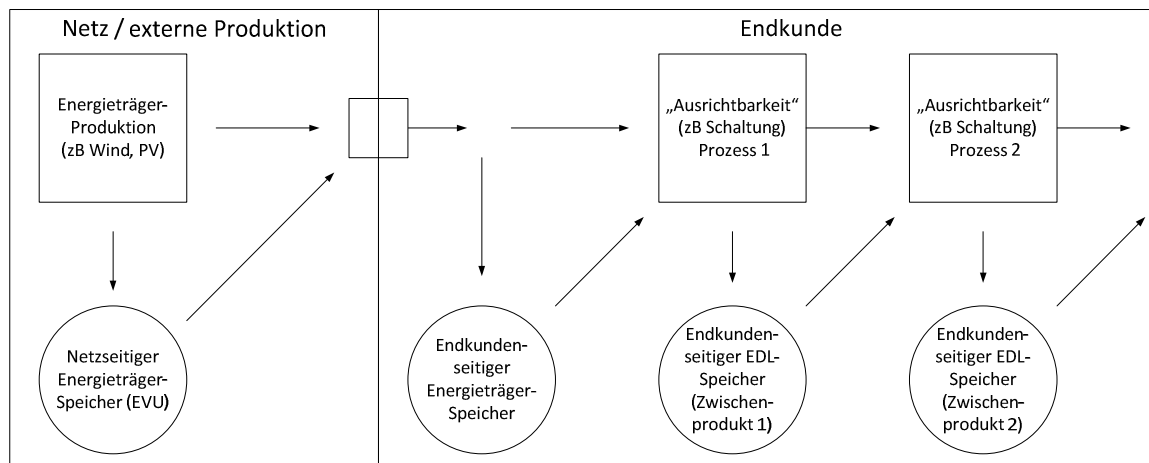 Netz / externe Produktion
Endkunde
Energieträger-
Produktion
(zB Wind, PV)
„Ausrichtbarkeit“
(zB Schaltung)
Prozess 1
„Ausrichtbarkeit“
(zB Schaltung)
Prozess 2
Netzseitiger
Energieträger-
Speicher (EVU)
Endkunden-
seitiger
Energieträger-
Speicher
Endkunden-
seitiger EDL-
Speicher
(Zwischen-
produkt 1)
Endkunden-
seitiger EDL-
Speicher
(Zwischen-
produkt 2)